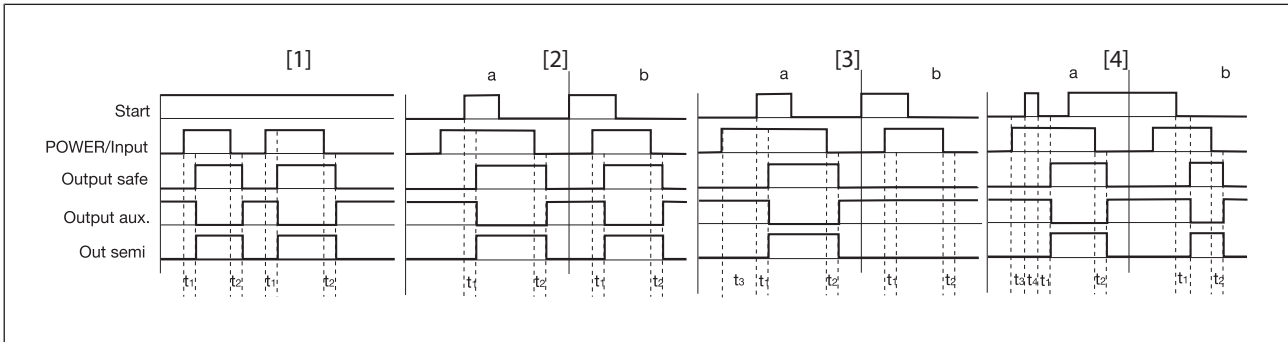 [1] [2] [3] [4]
a b a b a b
Start
POWER/Input
Output safe
Output aux.
Out semi
t1 t2 t1 t2 t1 t2 t1 t2 t3 t1 t2 t1 t2 t3 t4 t1 t2 t1 t2